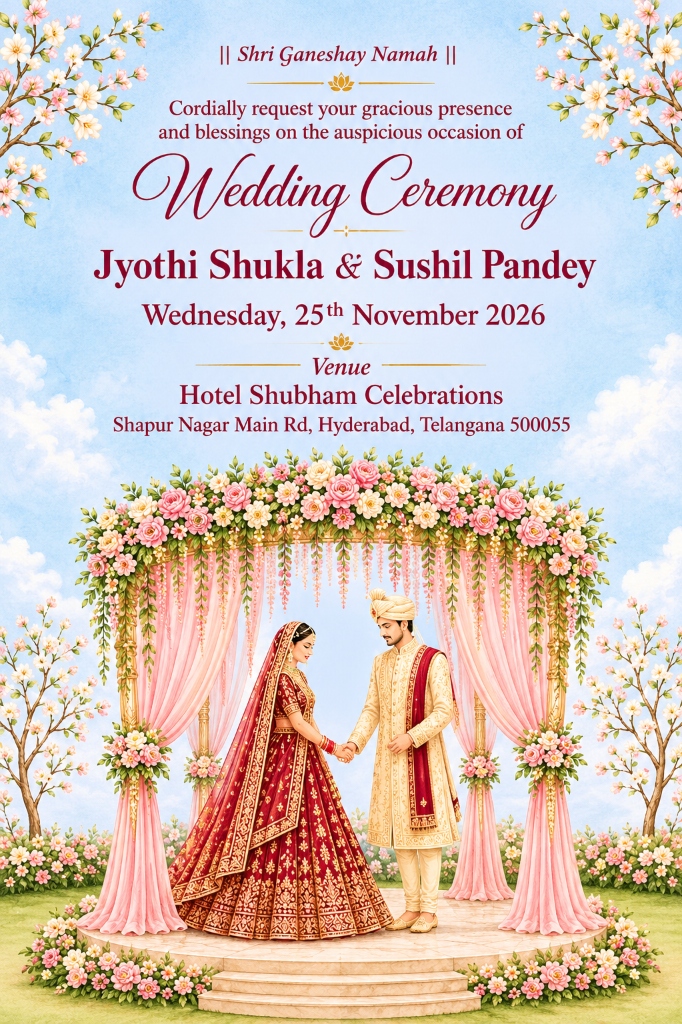 || Shri Ganeshay Namah ||
Cordially request your gracious presence
and blessings on the auspicious occasion of
Wedding Ceremony
Jyothi Shukla & Sushil Pandey
Wednesday, 25th November 2026
Venue
Hotel Shubham Celebrations
Shapur Nagar Main Rd, Hyderabad, Telangana 500055